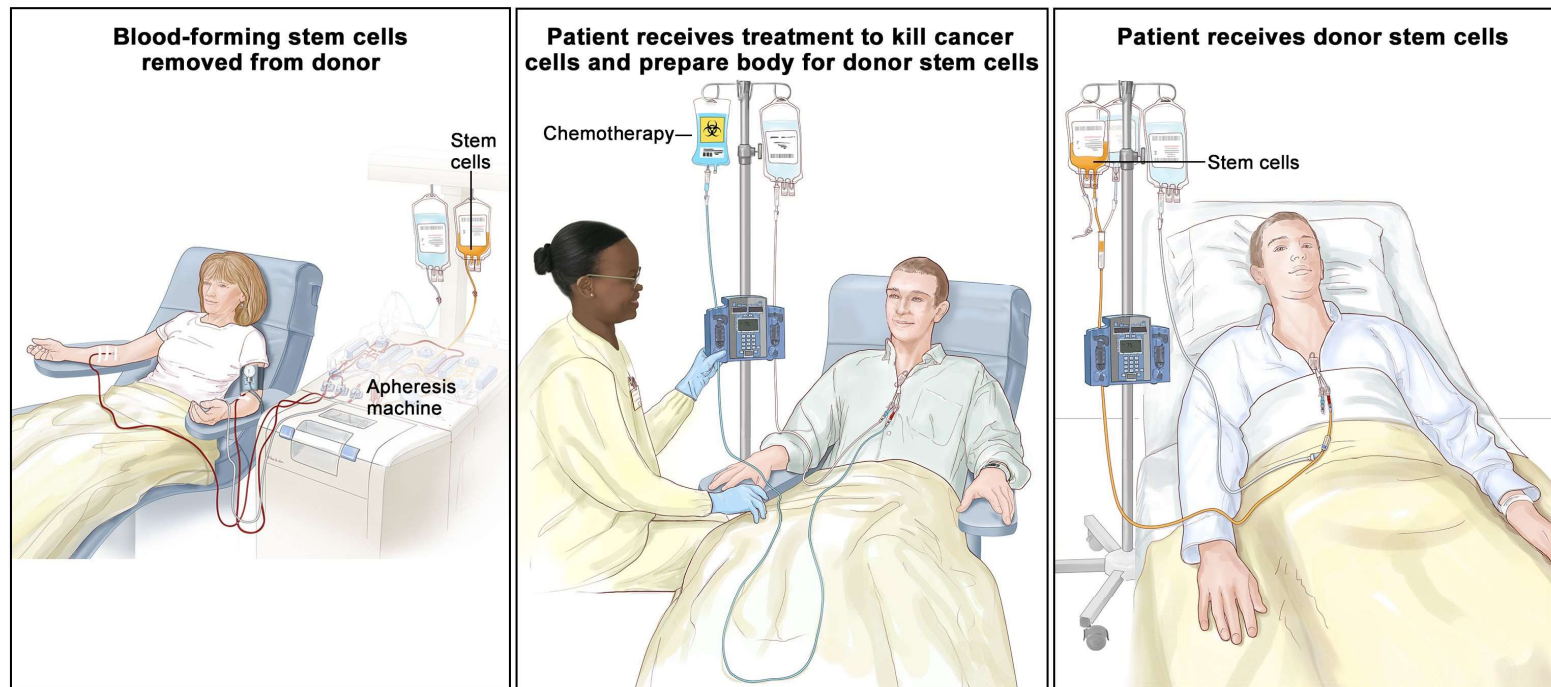 Blood-forming stem cells
removed from donor
Stem
cells
Apheresis
machine
Patient receives treatment to kill cancer
cells and prepare body for donor stem cells
Chemotherapy
Patient receives donor stem cells
Stem cells